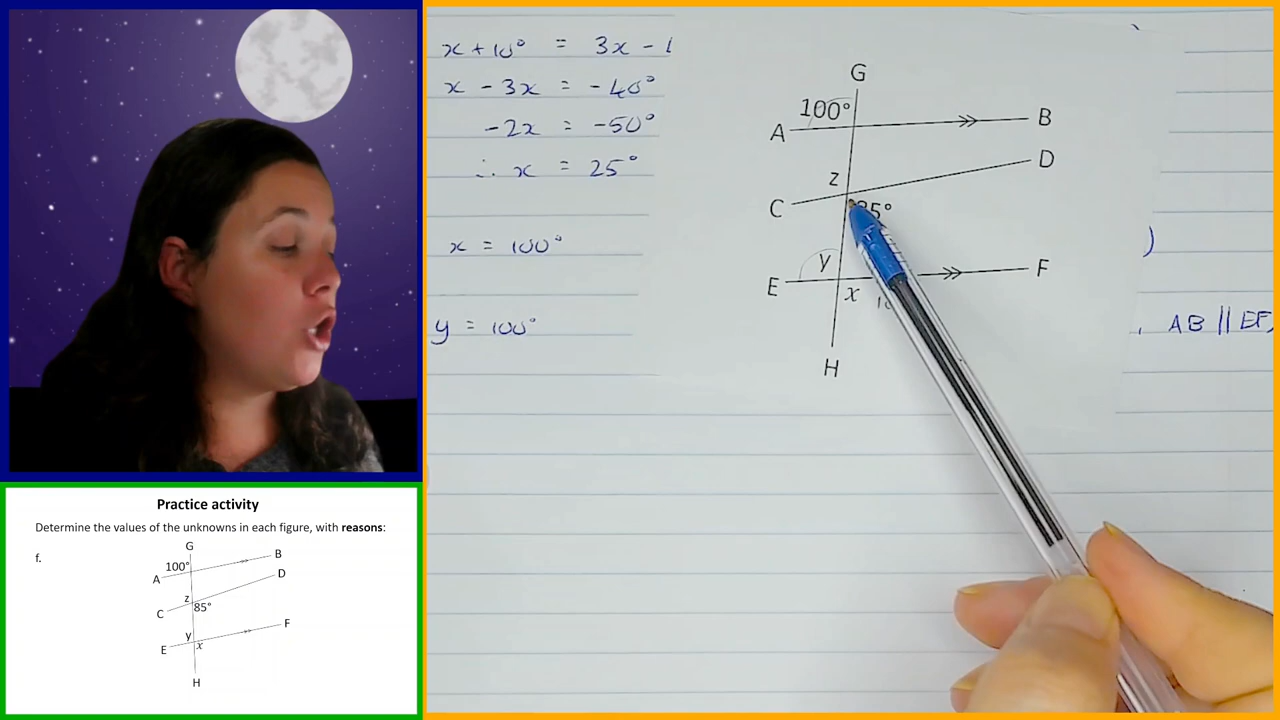 x + 10° = 3x -
x - 3x = -40°
-2x = -50°
∴ x = 25°
x = 100°
y = 100°
)
, AB || EF,
G
100°
A
B
D
z
C
85°
y
E
F
x
H
Practice activity
Determine the values of the unknowns in each figure, with reasons:
f.
G
B
100°
A
D
z
C
85°
F
y
E
x
H